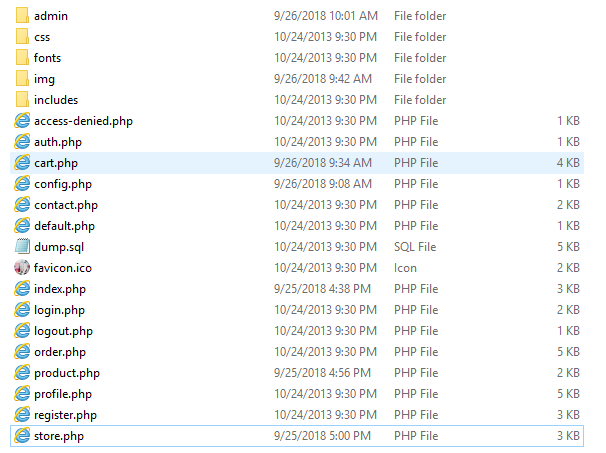 admin 9/26/2018 10:01 AM File folder
css 10/24/2013 9:30 PM File folder
fonts 10/24/2013 9:30 PM File folder
img 9/26/2018 9:42 AM File folder
includes 10/24/2013 9:30 PM File folder
access-denied.php 10/24/2013 9:30 PM PHP File 1 KB
auth.php 10/24/2013 9:30 PM PHP File 1 KB
cart.php 9/26/2018 9:34 AM PHP File 4 KB
config.php 9/26/2018 9:08 AM PHP File 1 KB
contact.php 10/24/2013 9:30 PM PHP File 2 KB
default.php 10/24/2013 9:30 PM PHP File 1 KB
dump.sql 10/24/2013 9:30 PM SQL File 5 KB
favicon.ico 10/24/2013 9:30 PM Icon 2 KB
index.php 9/25/2018 4:38 PM PHP File 3 KB
login.php 10/24/2013 9:30 PM PHP File 2 KB
logout.php 10/24/2013 9:30 PM PHP File 1 KB
order.php 10/24/2013 9:30 PM PHP File 5 KB
product.php 9/25/2018 4:56 PM PHP File 2 KB
profile.php 10/24/2013 9:30 PM PHP File 5 KB
register.php 10/24/2013 9:30 PM PHP File 3 KB
store.php 9/25/2018 5:00 PM PHP File 3 KB